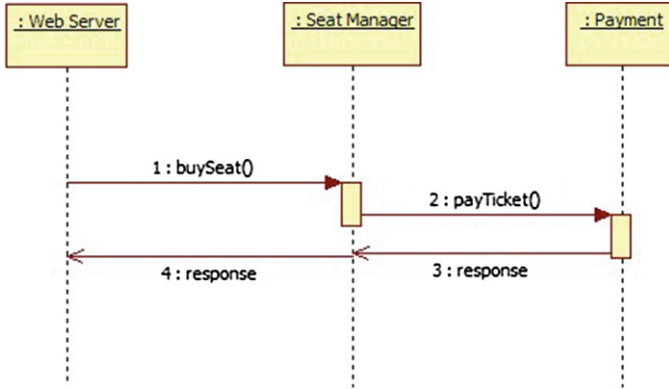 : Web Server
: Seat Manager
: Payment
1 : buySeat()
2 : payTicket()
3 : response
4 : response